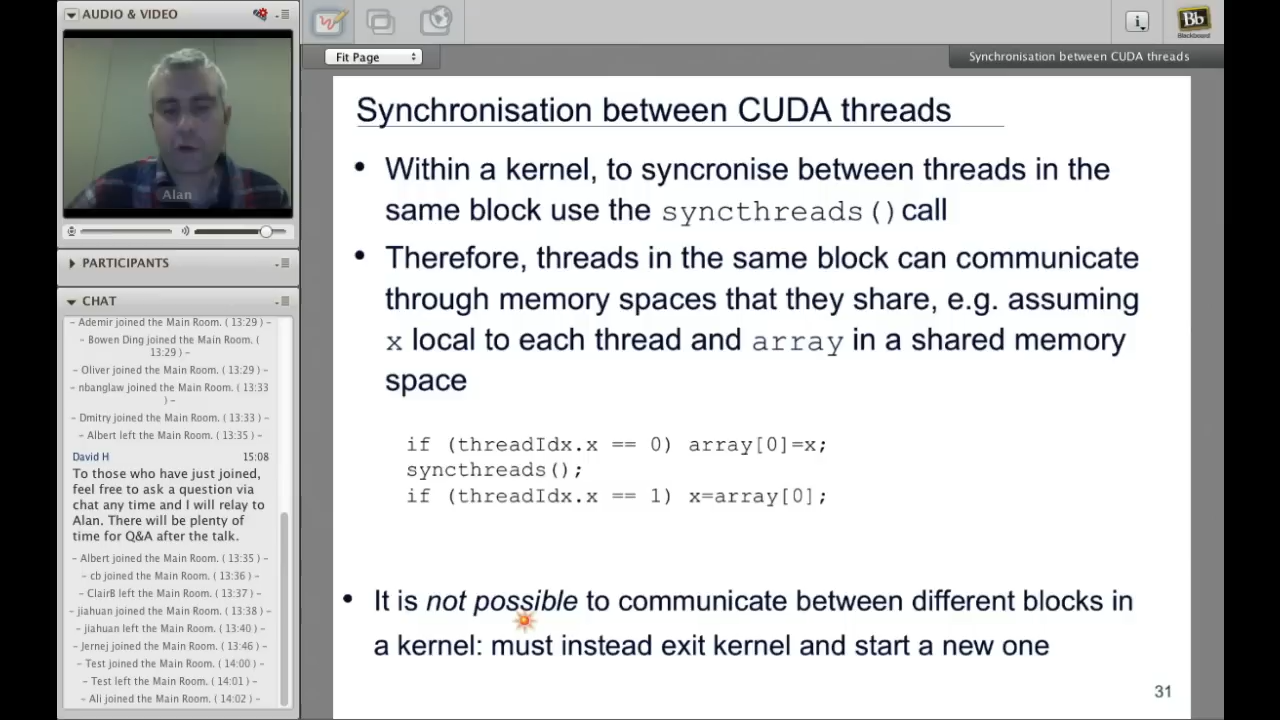 AUDIO & VIDEO
Alan
PARTICIPANTS
CHAT
- Ademir joined the Main Room. ( 13:29 ) -
- Bowen Ding joined the Main Room. (
13:29 ) -
- Oliver joined the Main Room. ( 13:29 ) -
- nbanglaw joined the Main Room. ( 13:33
) -
- Dmitry joined the Main Room. ( 13:33 ) -
- Albert left the Main Room. ( 13:35 ) -
David H 15:08
To those who have just joined,
feel free to ask a question via
chat any time and I will relay to
Alan. There will be plenty of
time for Q&A after the talk.
- Albert joined the Main Room. ( 13:35 ) -
- cb joined the Main Room. ( 13:36 ) -
- ClairB left the Main Room. ( 13:37 ) -
- jiahuan joined the Main Room. ( 13:38 ) -
- jiahuan left the Main Room. ( 13:40 ) -
- Jernej joined the Main Room. ( 13:46 ) -
- Test joined the Main Room. ( 14:00 ) -
- Test left the Main Room. ( 14:01 ) -
- Ali joined the Main Room. ( 14:02 ) -
i
Bb
Blackboard
Fit Page
Synchronisation between CUDA threads
Synchronisation between CUDA threads
• Within a kernel, to syncronise between threads in the
same block use the syncthreads() call
• Therefore, threads in the same block can communicate
through memory spaces that they share, e.g. assuming
x local to each thread and array in a shared memory
space
if (threadIdx.x == 0) array[0]=x;
syncthreads();
if (threadIdx.x == 1) x=array[0];
• It is not possible to communicate between different blocks in
a kernel: must instead exit kernel and start a new one
31